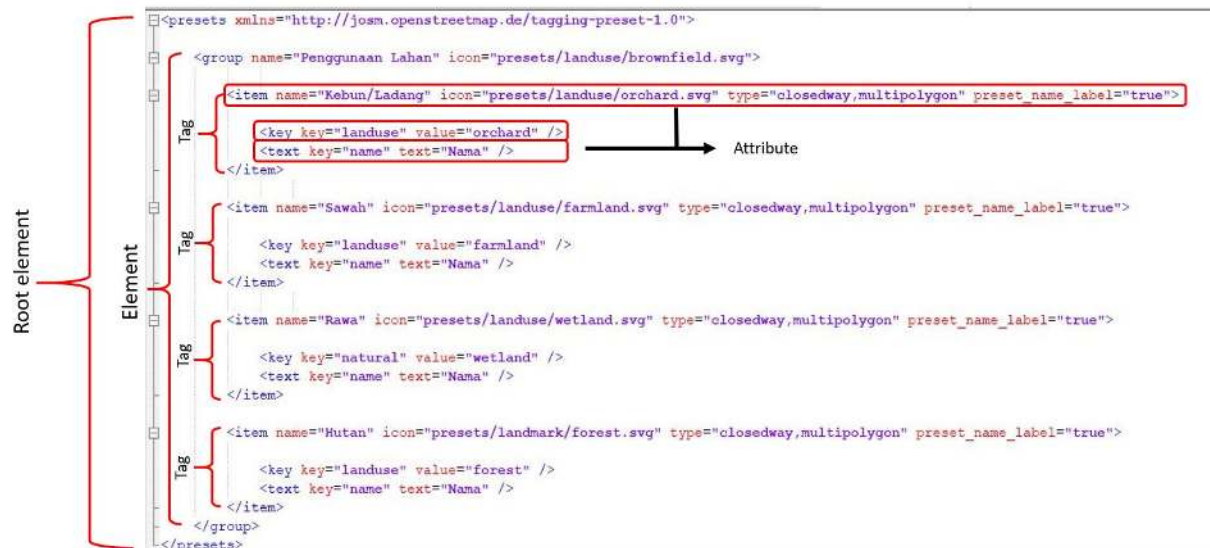 <presets xmlns="http://josm.openstreetmap.de/tagging-preset-1.0">
<group name="Penggunaan Lahan" icon="presets/landuse/brownfield.svg">
<item name="Kebun/Ladang" icon="presets/landuse/orchard.svg" type="closedway,multipolygon" preset_name_label="true">
Tag
<key key="landuse" value="orchard" />
<text key="name" text="Nama" />
Attribute
</item>
<item name="Sawah" icon="presets/landuse/farmland.svg" type="closedway,multipolygon" preset_name_label="true">
Tag
<key key="landuse" value="farmland" />
<text key="name" text="Nama" />
</item>
Root element
Element
<item name="Rawa" icon="presets/landuse/wetland.svg" type="closedway,multipolygon" preset_name_label="true">
Tag
<key key="natural" value="wetland" />
<text key="name" text="Nama" />
</item>
<item name="Hutan" icon="presets/landmark/forest.svg" type="closedway,multipolygon" preset_name_label="true">
Tag
<key key="landuse" value="forest" />
<text key="name" text="Nama" />
</item>
</group>
</presets>